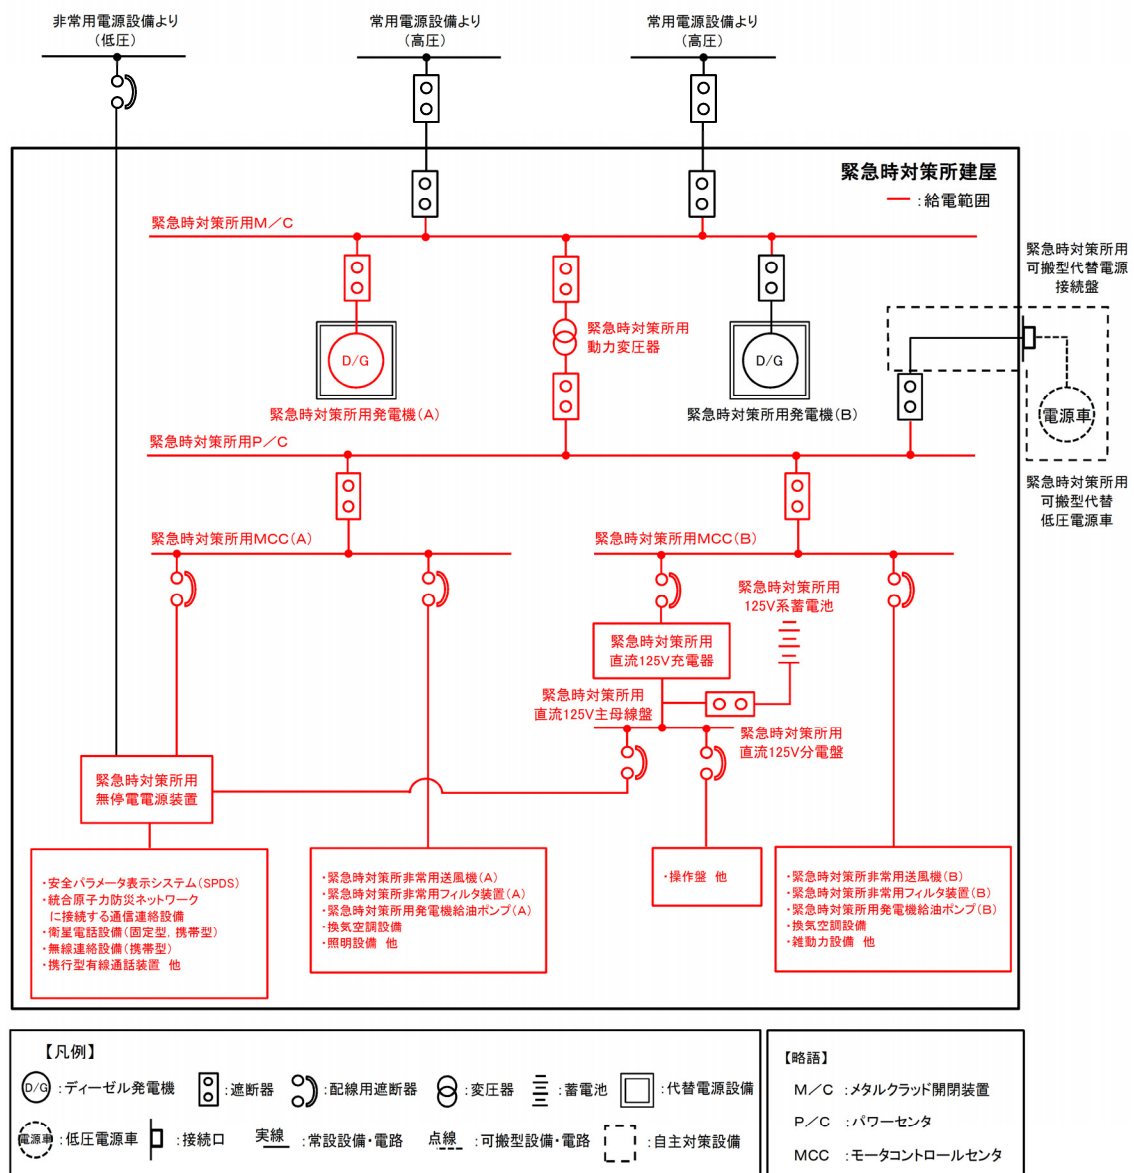 非常用電源設備より
(低圧)
常用電源設備より
(高圧)
常用電源設備より
(高圧)
緊急時対策所建屋
:給電範囲
緊急時対策所用M/C
緊急時対策所用
可搬型代替電源
接続盤
D/G
緊急時対策所用
動力変圧器
D/G
緊急時対策所用発電機(A)
緊急時対策所用発電機(B)
電源車
緊急時対策所用P/C
緊急時対策所用
可搬型代替
低圧電源車
緊急時対策所用MCC(A)
緊急時対策所用MCC(B)
緊急時対策所用
125V系蓄電池
緊急時対策所用
直流125V充電器
緊急時対策所用
直流125V主母線盤
緊急時対策所用
直流125V分電盤
緊急時対策所用
無停電電源装置
・安全パラメータ表示システム(SPDS)
・統合原子力防災ネットワーク
に接続する通信連絡設備
・衛星電話設備(固定型, 携帯型)
・無線連絡設備(携帯型)
・携行型有線通話装置 他
・緊急時対策所非常用送風機(A)
・緊急時対策所非常用フィルタ装置(A)
・緊急時対策所用発電機給油ポンプ(A)
・換気空調設備
・照明設備 他
・操作盤 他
・緊急時対策所非常用送風機(B)
・緊急時対策所非常用フィルタ装置(B)
・緊急時対策所用発電機給油ポンプ(B)
・換気空調設備
・雑動力設備 他
【凡例】
D/G :ディーゼル発電機 :遮断器 :配線用遮断器 :変圧器 :蓄電池 :代替電源設備
電源車 :低圧電源車 :接続口 実線 :常設設備・電路 点線 :可搬型設備・電路 :自主対策設備
【略語】
M/C :メタルクラッド開閉装置
P/C :パワーセンタ
MCC :モータコントロールセンタ